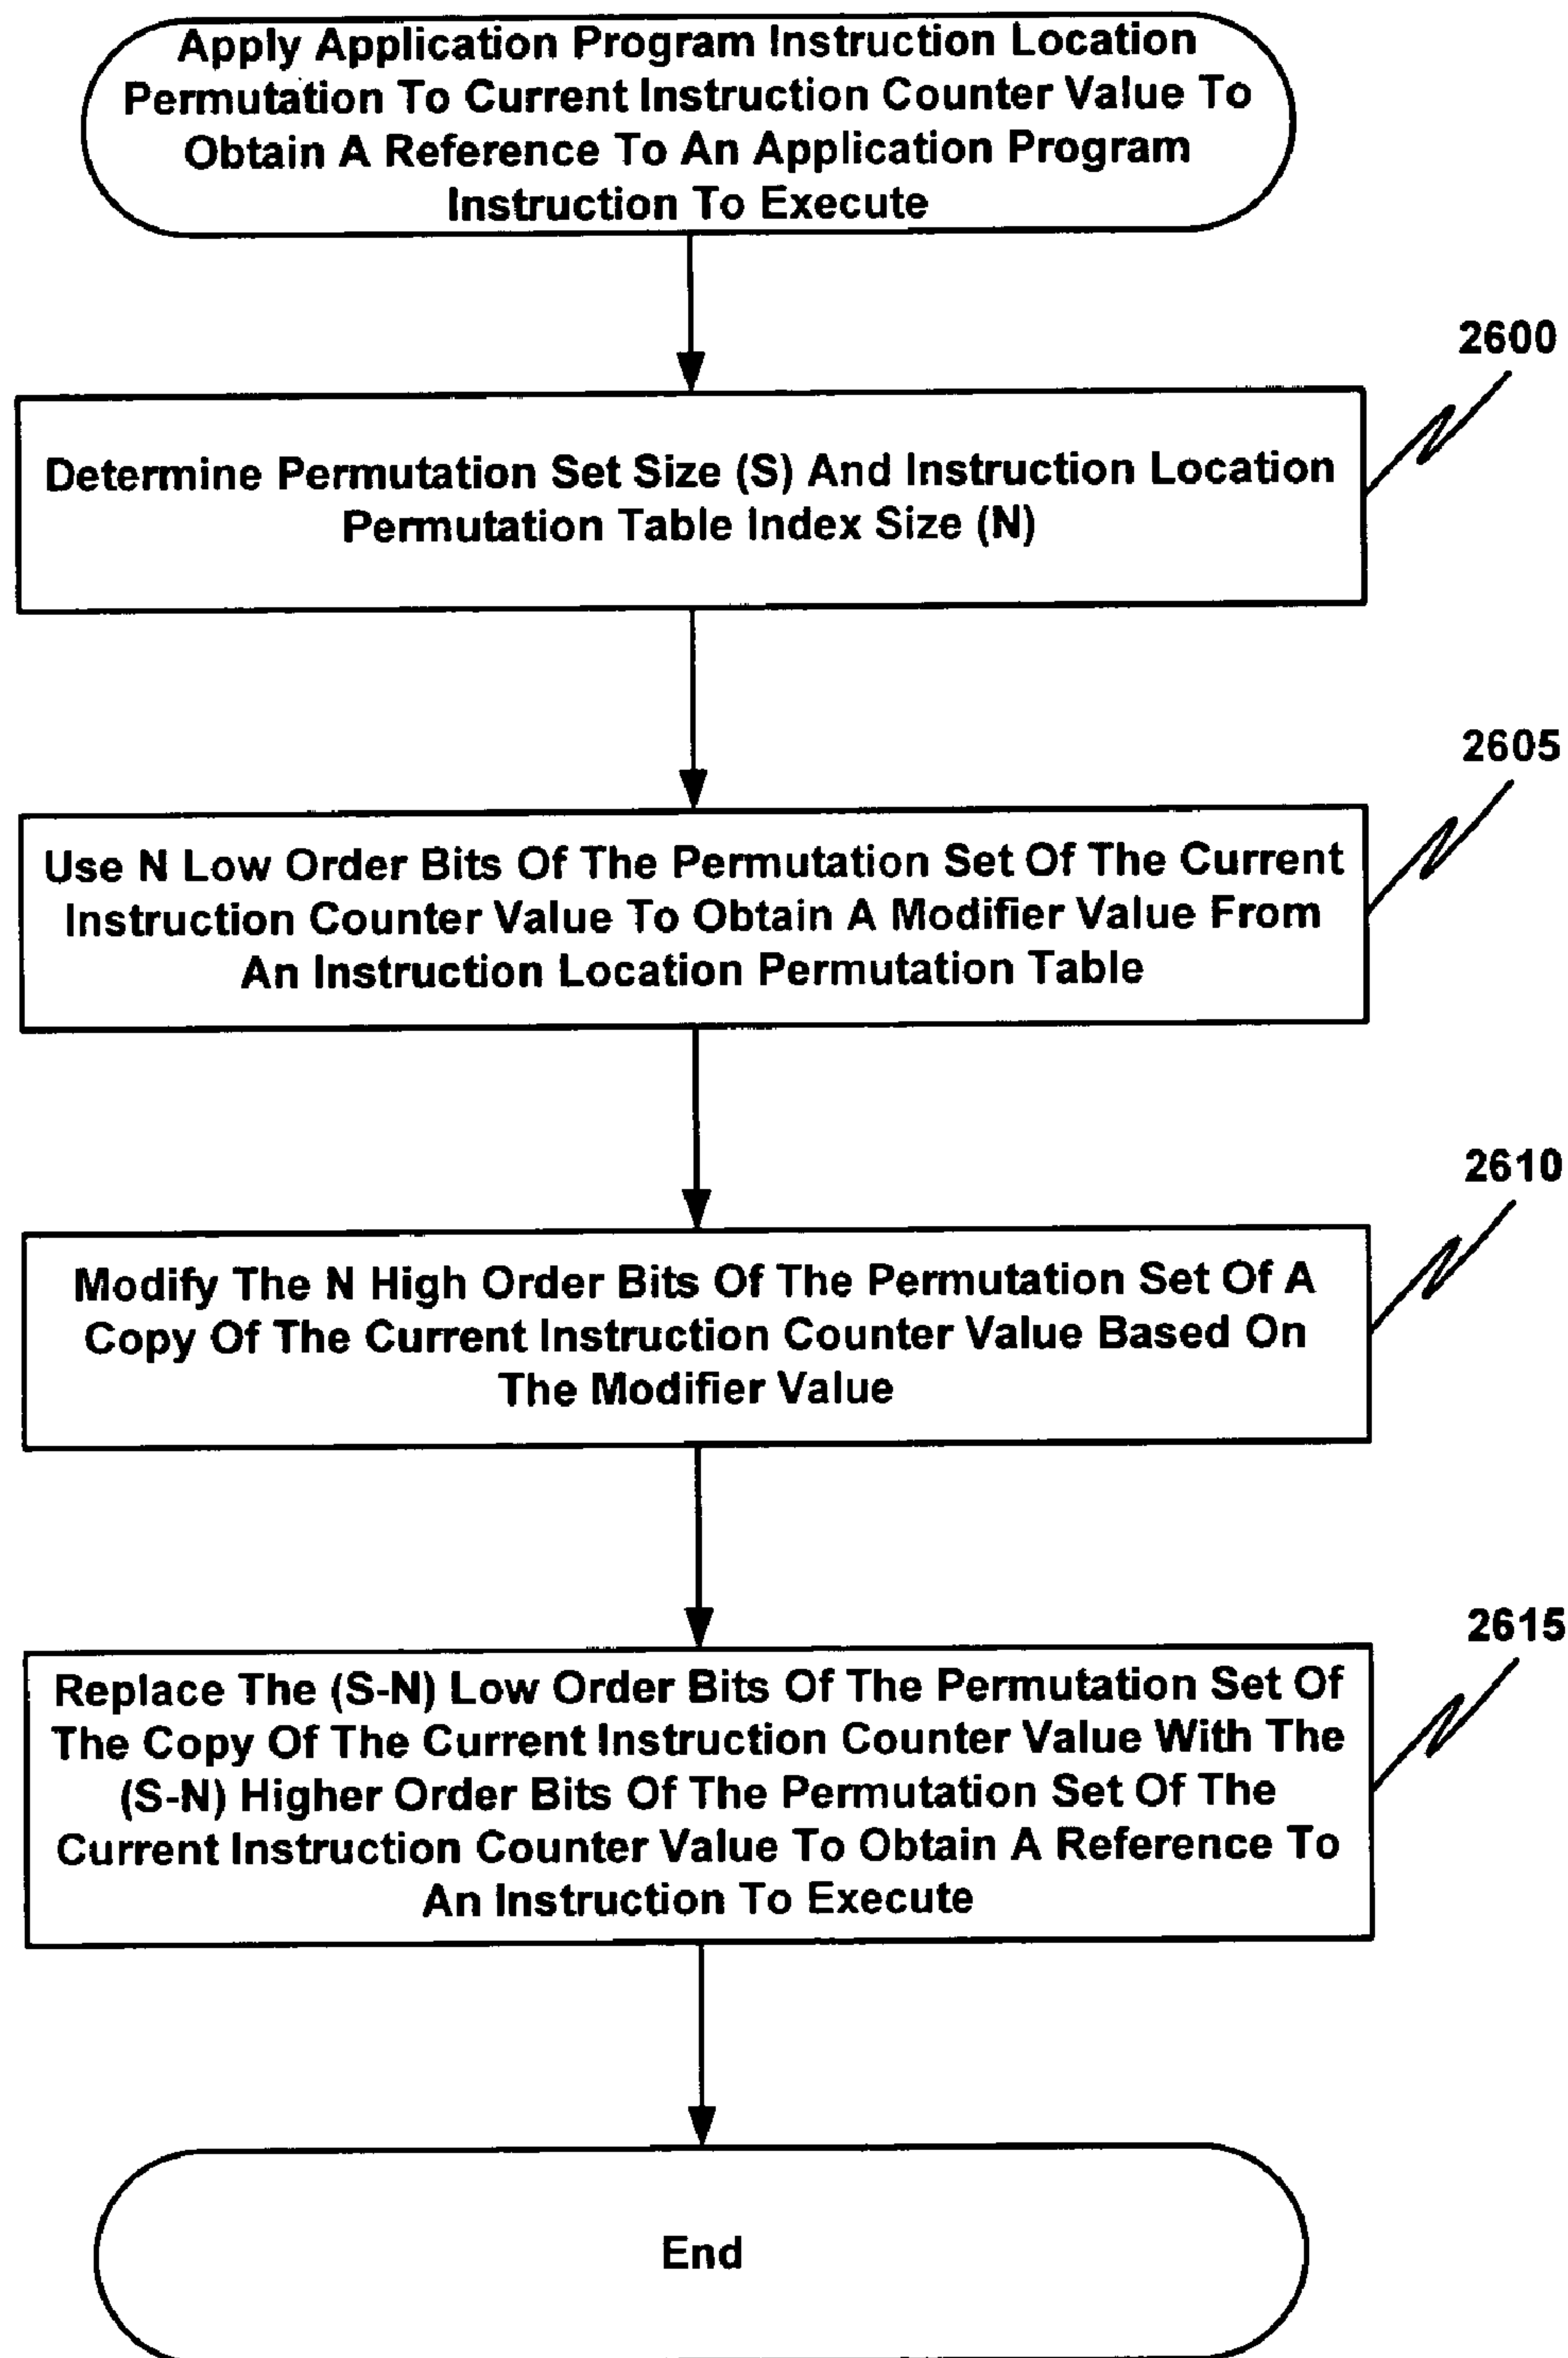 Apply Application Program Instruction Location
Permutation To Current Instruction Counter Value To
Obtain A Reference To An Application Program
Instruction To Execute
2600
Determine Permutation Set Size (S) And Instruction Location
Permutation Table Index Size (N)
2605
Use N Low Order Bits Of The Permutation Set Of The Current
Instruction Counter Value To Obtain A Modifier Value From
An Instruction Location Permutation Table
2610
Modify The N High Order Bits Of The Permutation Set Of A
Copy Of The Current Instruction Counter Value Based On
The Modifier Value
2615
Replace The (S-N) Low Order Bits Of The Permutation Set Of
The Copy Of The Current Instruction Counter Value With The
(S-N) Higher Order Bits Of The Permutation Set Of The
Current Instruction Counter Value To Obtain A Reference To
An Instruction To Execute
End